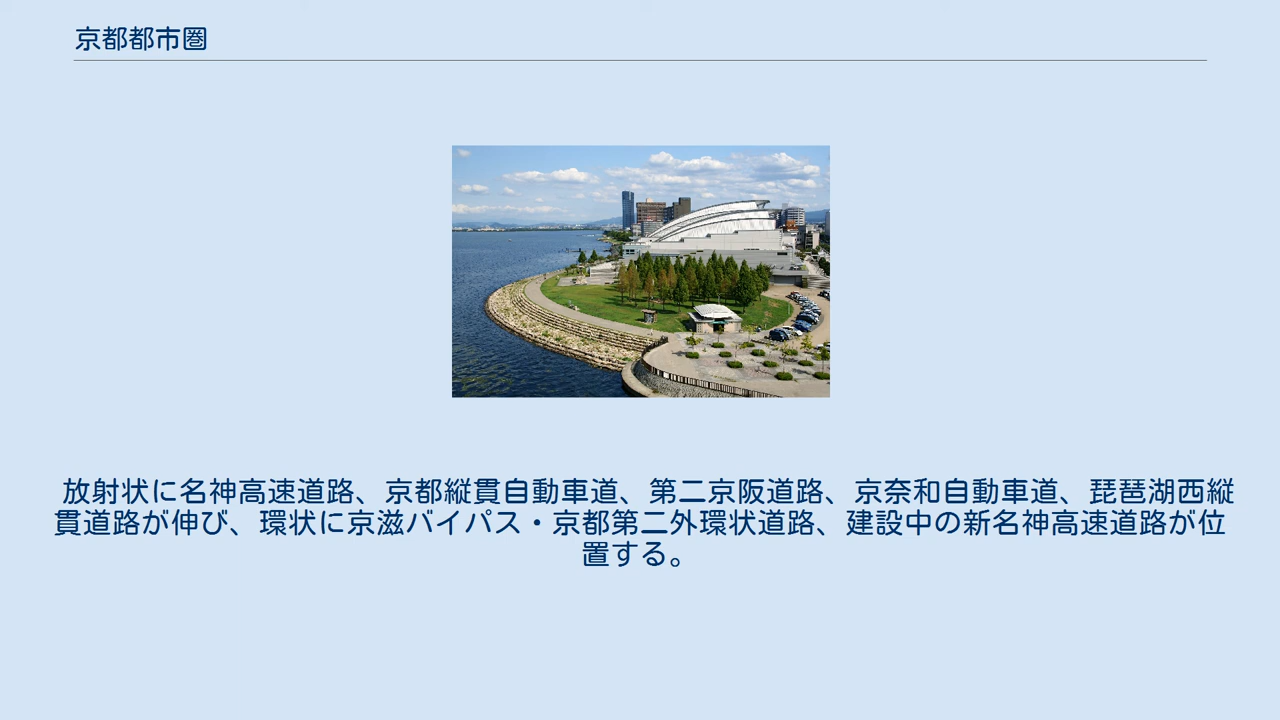 京都都市圏
放射状に名神高速道路、京都縦貫自動車道、第二京阪道路、京奈和自動車道、琵琶湖西縦
貫道路が伸び、環状に京滋バイパス・京都第二外環状道路、建設中の新名神高速道路が位
置する。